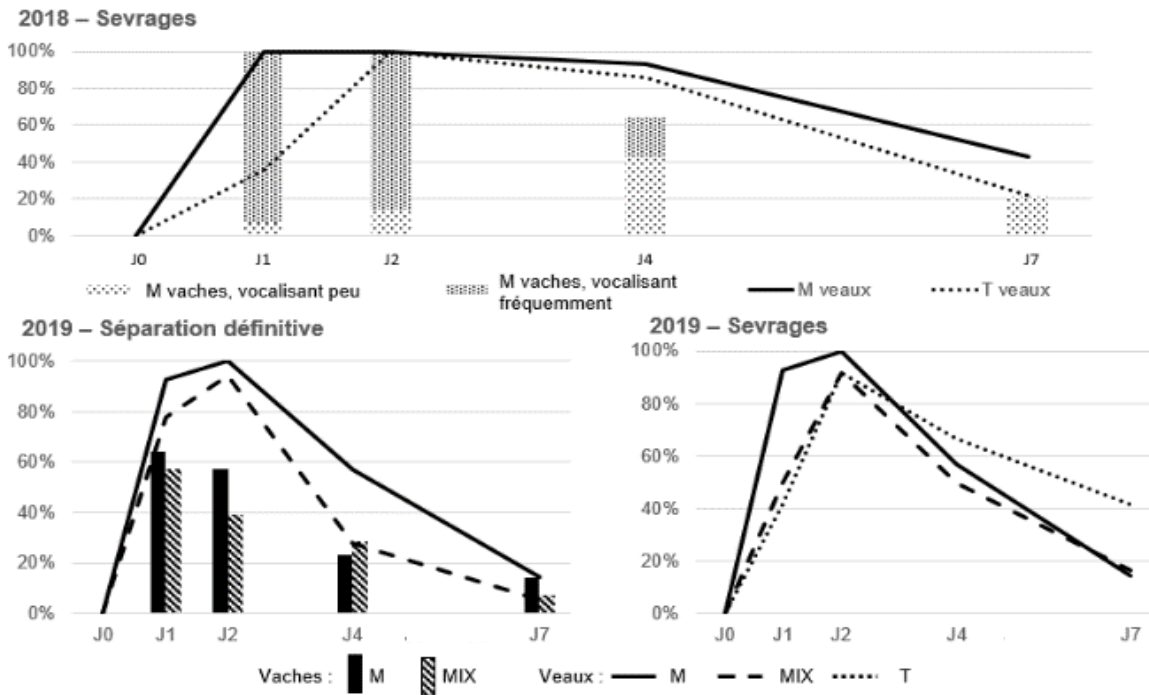 2018 – Sevrages
100%
80%
60%
40%
20%
0%
J0 J1 J2 J4 J7
M vaches, vocalisant peu
M vaches, vocalisant
fréquemment
M veaux
T veaux
2019 – Séparation définitive
100%
80%
60%
40%
20%
0%
J0 J1 J2 J4 J7
2019 – Sevrages
100%
80%
60%
40%
20%
0%
J0 J1 J2 J4 J7
Vaches : M MIX Veaux : M MIX T